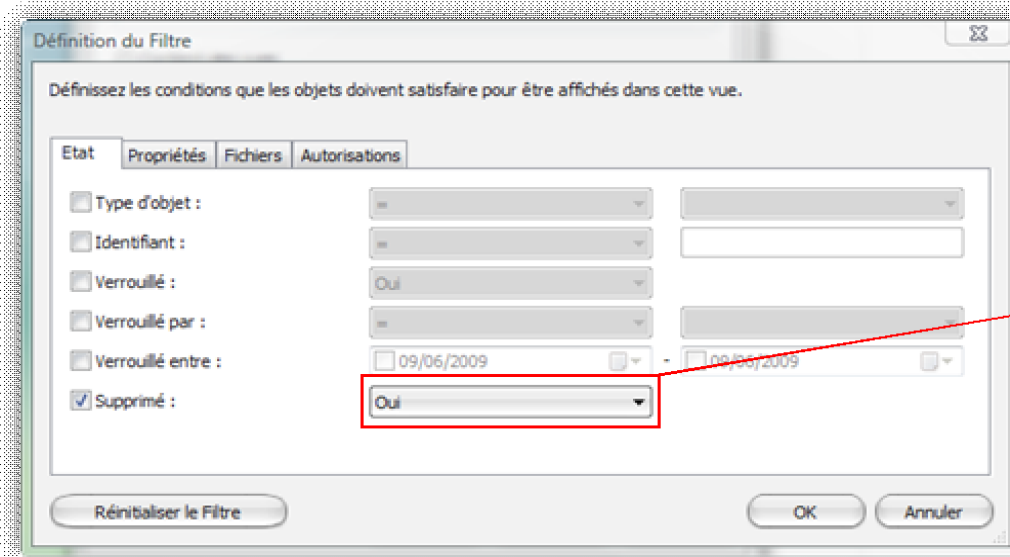 Définition du Filtre
Définissez les conditions que les objets doivent satisfaire pour être affichés dans cette vue.
Etat Propriétés Fichiers Autorisations
Type d'objet : =
Identifiant : =
Verrouillé : Oui
Verrouillé par : =
Verrouillé entre : 09/06/2009 - 09/06/2009
Supprimé : Oui
Réinitialiser le Filtre OK Annuler